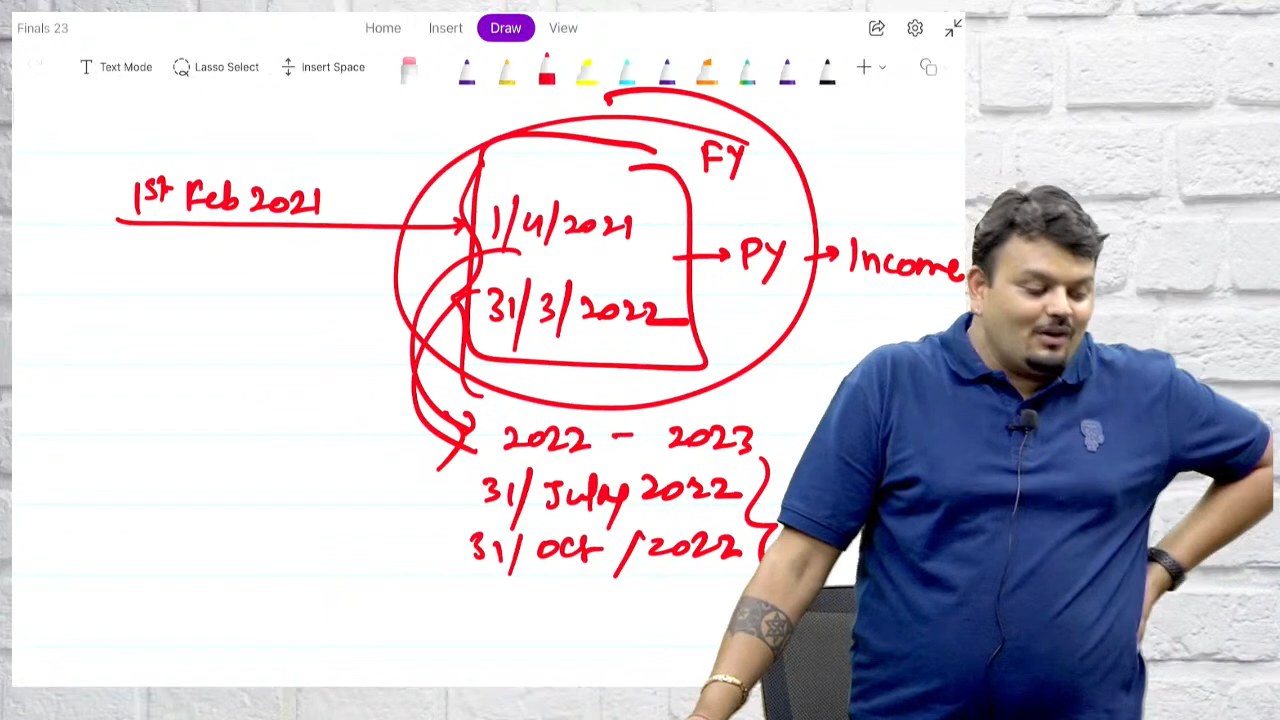 Finals 23
Home Insert Draw View
Text Mode Lasso Select Insert Space
FY
1st Feb 2021
1/4/2021
→ PY → Income
31/3/2022
2022 - 2023
31/July 2022
31/Oct/2022